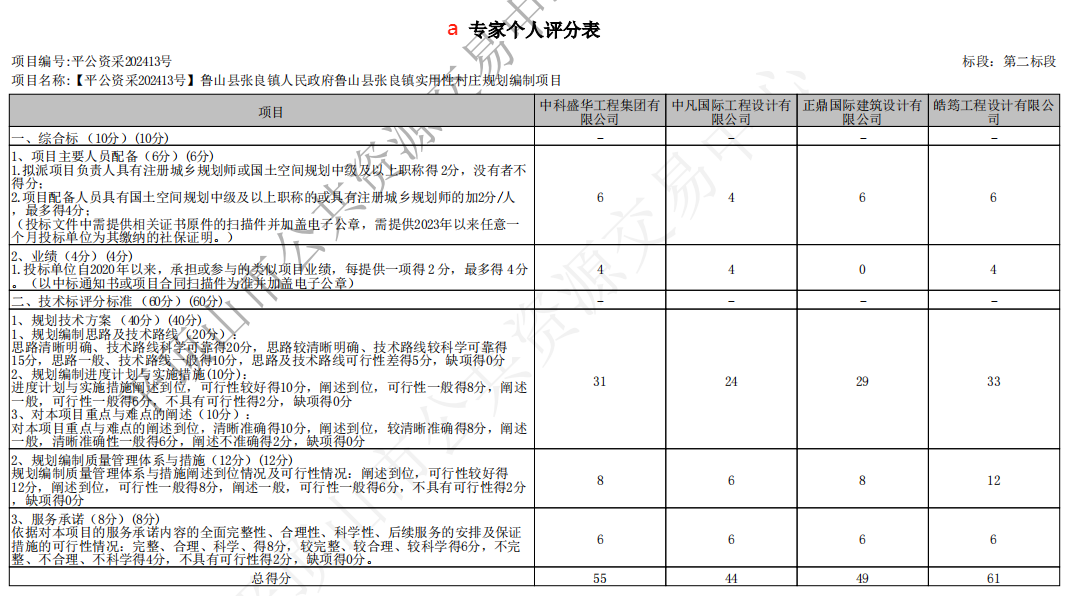 a 专家个人评分表
项目编号:平公资采202413号 标段：第二标段
项目名称:【平公资采202413号】鲁山县张良镇人民政府鲁山县张良镇实用性村庄规划编制项目
项目 中科盛华工程集团有限公司 中凡国际工程设计有限公司 正鼎国际建筑设计有限公司 皓筠工程设计有限公司
一、综合标（10分）(10分) — — — —
1、项目主要人员配备（6分）(6分)
1.拟派项目负责人具有注册城乡规划师或国土空间规划中级及以上职称得2分，没有者不
得分；
2.项目配备人员具有国土空间规划中级及以上职称的或具有注册城乡规划师的加2分/人
，最多得4分；
（投标文件中需提供相关证书原件的扫描件并加盖电子公章，需提供2023年以来任意一
个月投标单位为其缴纳的社保证明。）
6 4 6 6
2、业绩（4分）(4分)
1.投标单位自2020年以来，承担或参与的类似项目业绩，每提供一项得2分，最多得4分
。（以中标通知书或项目合同扫描件为准并加盖电子公章）
4 4 0 4
二、技术标评分标准（60分）(60分) — — — —
1、规划技术方案（40分）(40分)
1、规划编制思路及技术路线（20分）：
思路清晰明确、技术路线科学可靠得20分，思路较清晰明确、技术路线较科学可靠得
15分，思路一般、技术路线一般得10分，思路及技术路线可行性差得5分，缺项得0分
2、规划编制进度计划与实施措施(10分)：
进度计划与实施措施阐述到位，可行性较好得10分，阐述到位，可行性一般得8分，阐述
一般，可行性一般得6分，不具有可行性得2分，缺项得0分
3、对本项目重点与难点的阐述（10分）：
对本项目重点与难点的阐述到位，清晰准确得10分，阐述到位，较清晰准确得8分，阐述
一般，清晰准确性一般得6分，阐述不准确得2分，缺项得0分
31 24 29 33
2、规划编制质量管理体系与措施（12分）(12分)
规划编制质量管理体系与措施阐述到位情况及可行性情况：阐述到位，可行性较好得
12分，阐述到位，可行性一般得8分，阐述一般，可行性一般得6分，不具有可行性得2分
，缺项得0分
8 6 8 12
3、服务承诺（8分）(8分)
依据对本项目的服务承诺内容的全面完整性、合理性、科学性、后续服务的安排及保证
措施的可行性情况：完整、合理、科学、得8分，较完整、较合理、较科学得6分，不完
整、不合理、不科学得4分，不具有可行性得2分，缺项得0分。
6 6 6 6
总得分 55 44 49 61